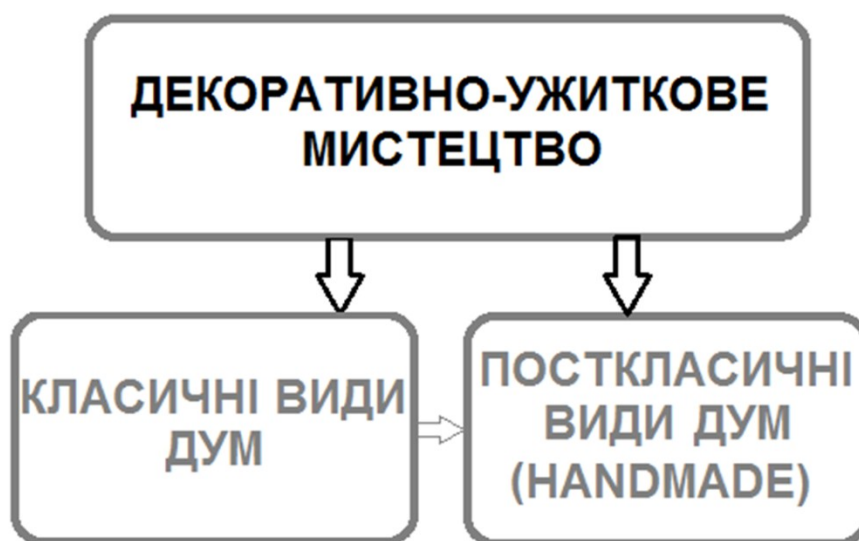 ДЕКОРАТИВНО-УЖИТКОВЕ
МИСТЕЦТВО
КЛАСИЧНІ ВИДИ
ДУМ
ПОСТКЛАСИЧНІ
ВИДИ ДУМ
(HANDMADE)